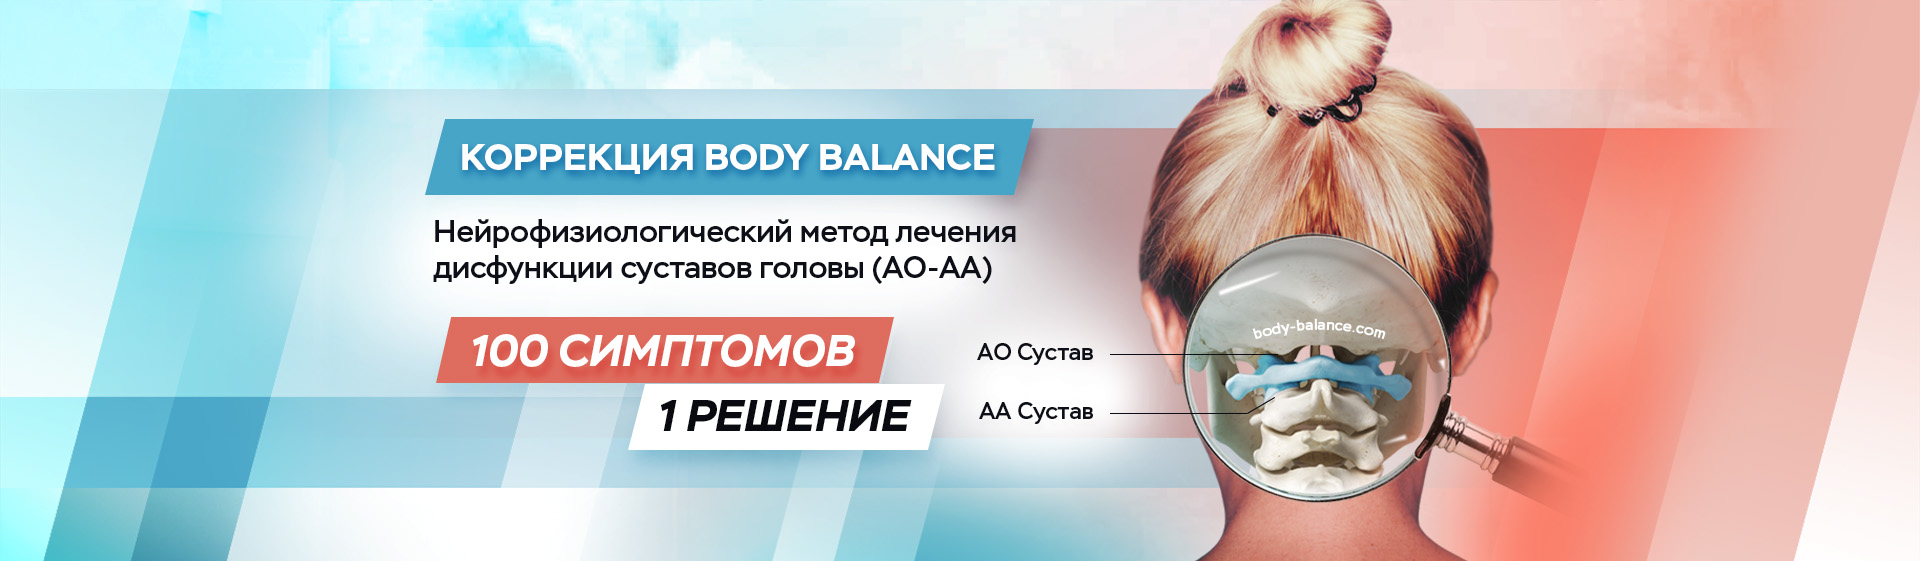 КОРРЕКЦИЯ BODY BALANCE
Нейрофизиологический метод лечения
дисфункции суставов головы (АО-АА)
100 СИМПТОМОВ
1 РЕШЕНИЕ
АО Сустав
АА Сустав
body-balance.com